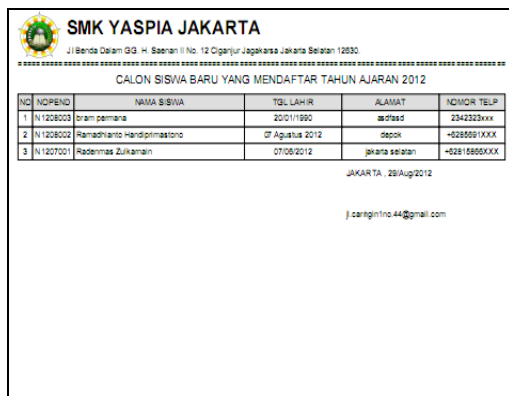 SMK YASPIA JAKARTA
Jl Benda Dalam GG. H. Saenan II No. 12 Ciganjur Jagakarsa Jakarta Selatan 12630.
CALON SISWA BARU YANG MENDAFTAR TAHUN AJARAN 2012
NO NOPEND NAMA SISWA TGL LAHIR ALAMAT NOMOR TELP
1 N1208003 bram permana 20/01/1990 asdfasd 2342323xxx
2 N1208002 Ramadhianto Handiprimastono 07 Agustus 2012 depok +6285691XXX
3 N1207001 Radenmas Zulkarnain 07/06/2012 jakarta selatan +62815866XXX
JAKARTA , 29/Aug/2012
jl.caringin1no.44@gmail.com